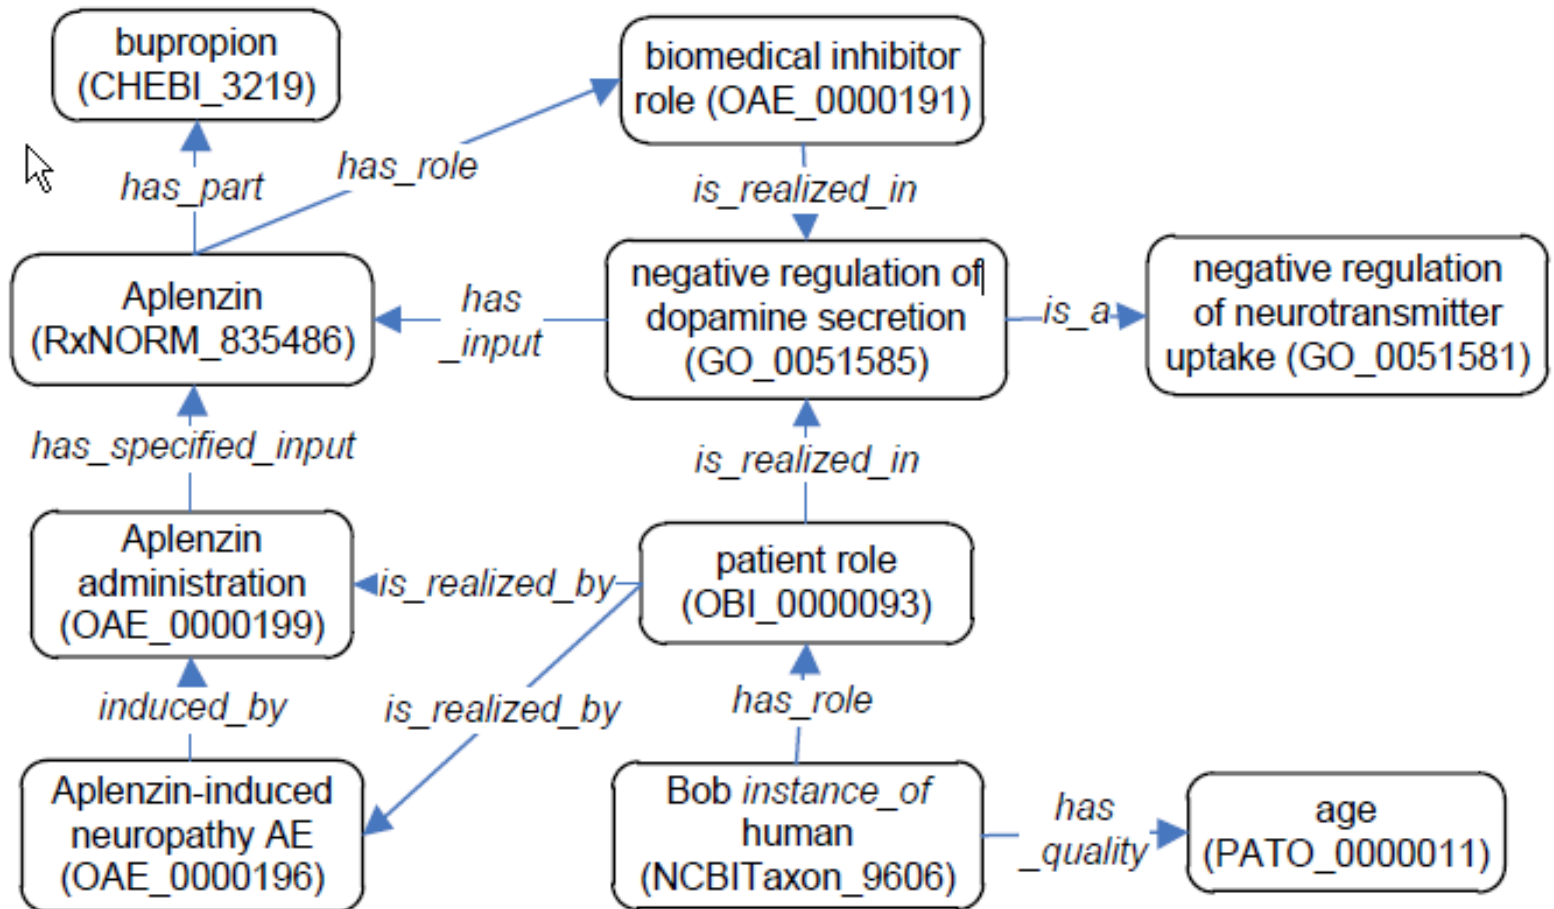 bupropion
(CHEBI_3219)
biomedical inhibitor
role (OAE_0000191)
has_part
has_role
is_realized_in
Aplenzin
(RxNORM_835486)
has
_input
negative regulation of
dopamine secretion
(GO_0051585)
is_a
negative regulation
of neurotransmitter
uptake (GO_0051581)
has_specified_input
is_realized_in
Aplenzin
administration
(OAE_0000199)
is_realized_by
patient role
(OBI_0000093)
induced_by
is_realized_by
has_role
Aplenzin-induced
neuropathy AE
(OAE_0000196)
Bob instance_of
human
(NCBITaxon_9606)
has
_quality
age
(PATO_0000011)